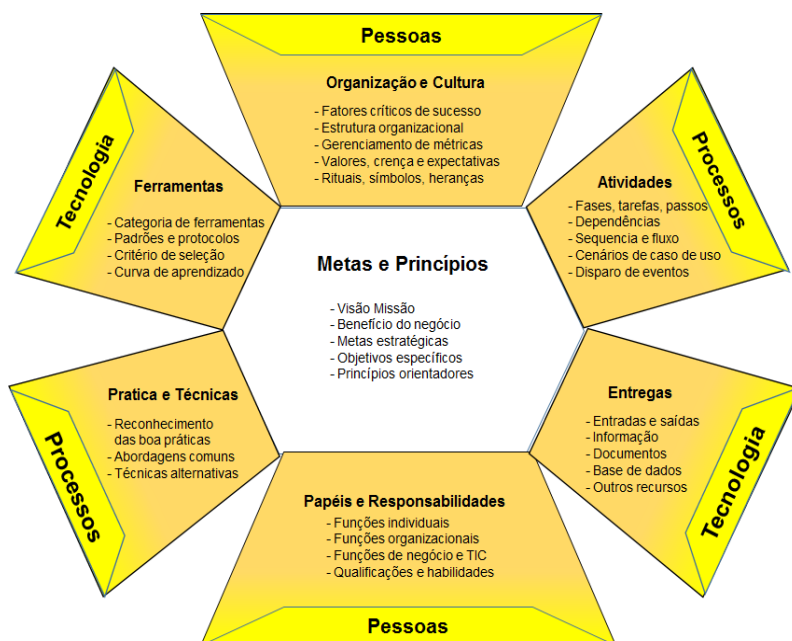 Pessoas
Organização e Cultura
- Fatores críticos de sucesso
- Estrutura organizacional
- Gerenciamento de métricas
- Valores, crença e expectativas
- Rituais, símbolos, heranças
Tecnologia
Ferramentas
- Categoria de ferramentas
- Padrões e protocolos
- Critério de seleção
- Curva de aprendizado
Processos
Atividades
- Fases, tarefas, passos
- Dependências
- Sequencia e fluxo
- Cenários de caso de uso
- Disparo de eventos
Metas e Princípios
- Visão Missão
- Benefício do negócio
- Metas estratégicas
- Objetivos específicos
- Princípios orientadores
Pratica e Técnicas
- Reconhecimento
das boa práticas
- Abordagens comuns
- Técnicas alternativas
Processos
Entregas
- Entradas e saídas
- Informação
- Documentos
- Base de dados
- Outros recursos
Tecnologia
Papéis e Responsabilidades
- Funções individuais
- Funções organizacionais
- Funções de negócio e TIC
- Qualificações e habilidades
Pessoas